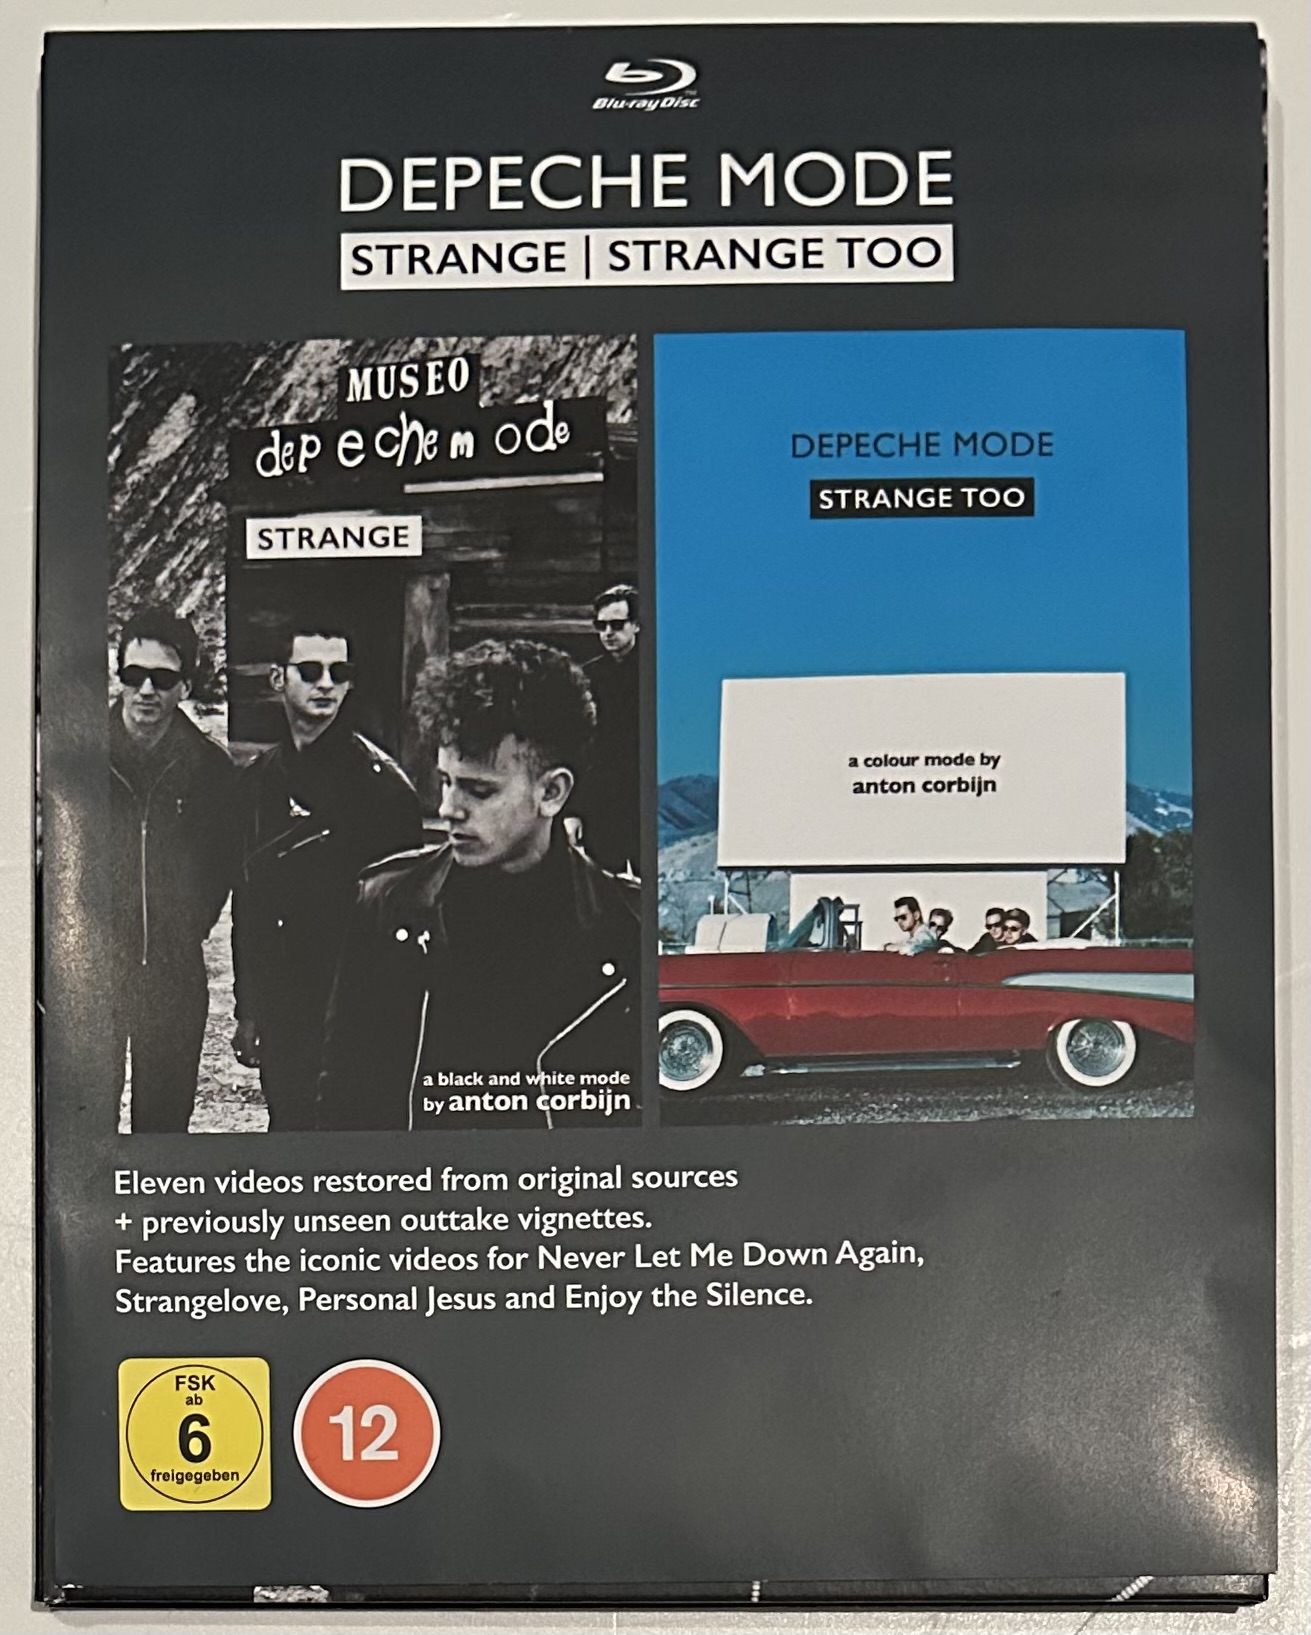 Blu-ray Disc
DEPECHE MODE
STRANGE | STRANGE TOO
MUSEO
depeche mode
STRANGE
a black and white mode
by anton corbijn
DEPECHE MODE
STRANGE TOO
a colour mode by
anton corbijn
Eleven videos restored from original sources
+ previously unseen outtake vignettes.
Features the iconic videos for Never Let Me Down Again,
Strangelove, Personal Jesus and Enjoy the Silence.
FSK
ab
6
freigegeben
12